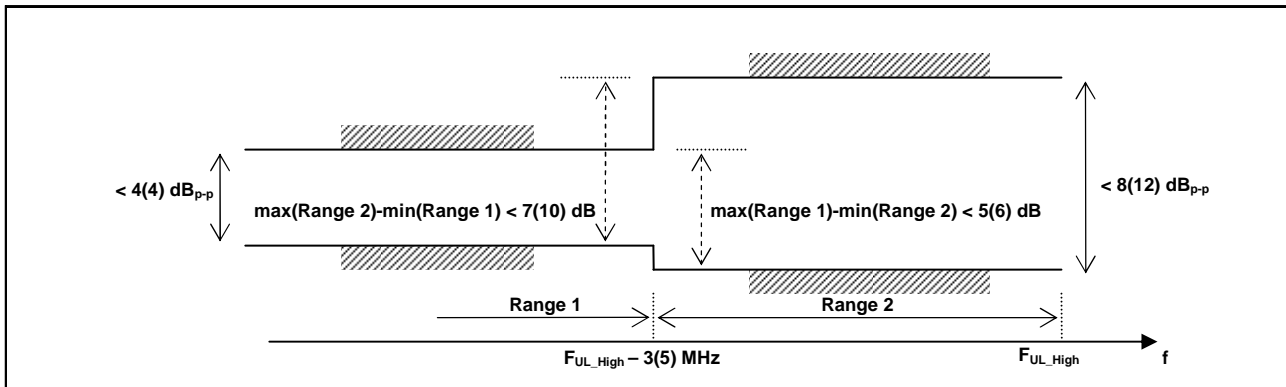 < 4(4) dBp-p
max(Range 2)-min(Range 1) < 7(10) dB
max(Range 1)-min(Range 2) < 5(6) dB
< 8(12) dBp-p
Range 1
Range 2
FUL_High – 3(5) MHz
FUL_High
f